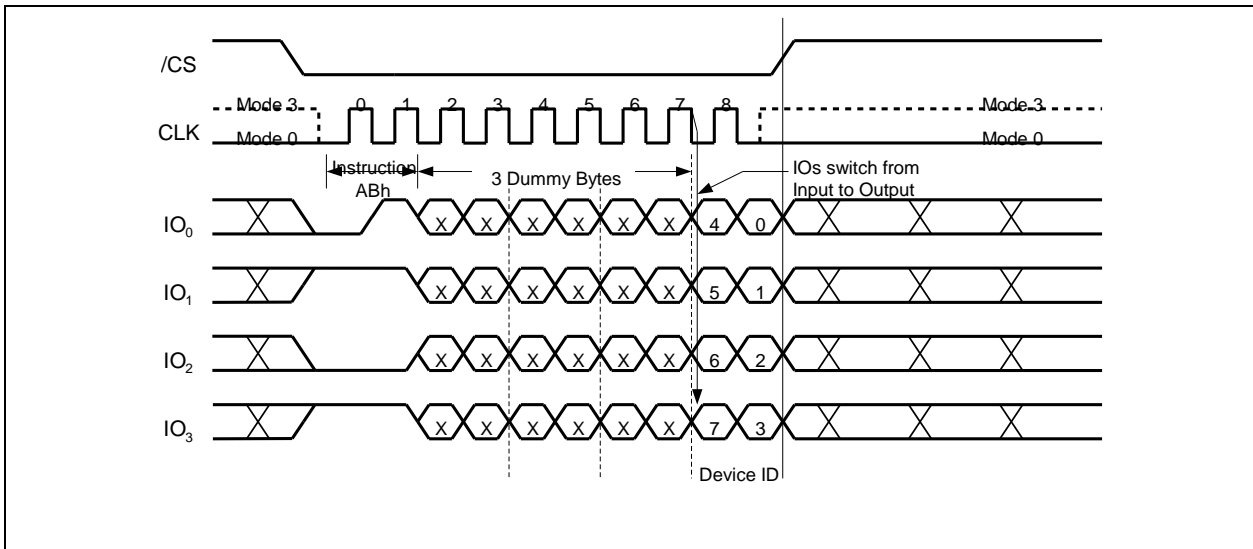 /CS
Mode 3 0 1 2 3 4 5 6 7 8 Mode 3
CLK Mode 0 Mode 0
Instruction ABh
3 Dummy Bytes
IOs switch from
Input to Output
IO0 X X X X X X 4 0
IO1 X X X X X X 5 1
IO2 X X X X X X 6 2
IO3 X X X X X X 7 3
Device ID